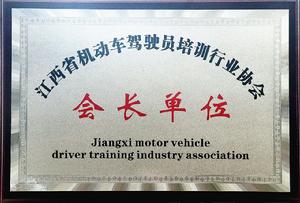 江西省机动车驾驶员培训行业协会
会长单位
Jiangxi motor vehicle
driver training industry association